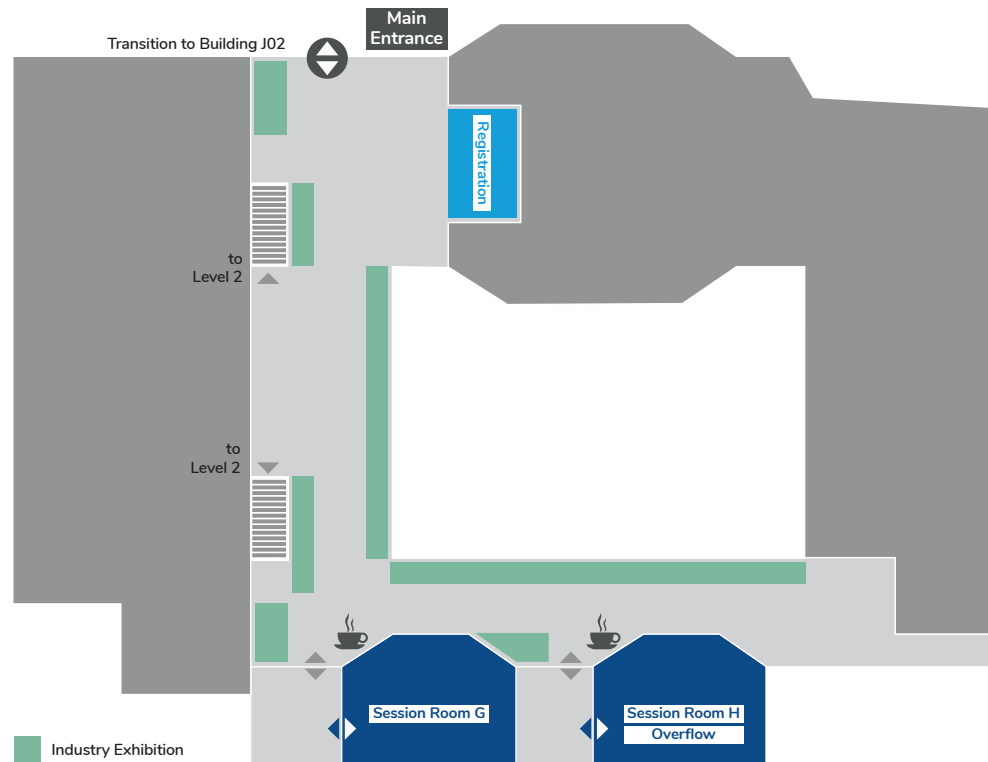 Main
Entrance
Transition to Building J02
Registration
to
Level 2
to
Level 2
Session Room G
Session Room H
Overflow
Industry Exhibition